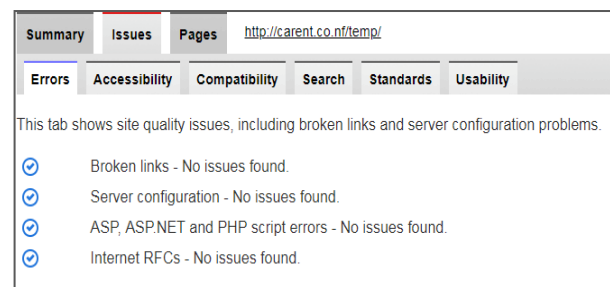 Summary Issues Pages http://carent.co.nf/temp/
Errors Accessibility Compatibility Search Standards Usability
This tab shows site quality issues, including broken links and server configuration problems.
Broken links - No issues found.
Server configuration - No issues found.
ASP, ASP.NET and PHP script errors - No issues found.
Internet RFCs - No issues found.